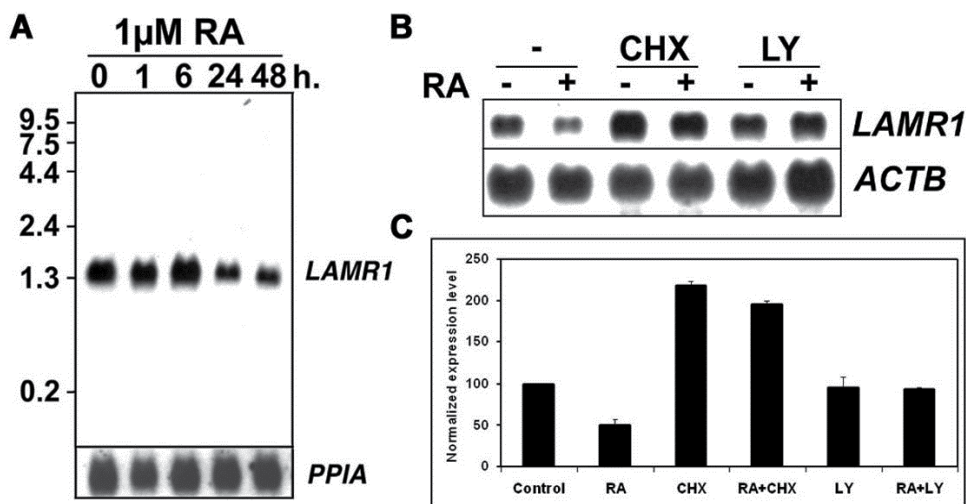 A
1µM RA
0 1 6 24 48 h.
9.5
7.5
4.4
2.4
1.3
0.2
LAMR1
PPIA
B
- CHX LY
RA - + - + - +
LAMR1
ACTB
C
Normalized expression level
250
200
150
100
50
0
Control RA CHX RA+CHX LY RA+LY